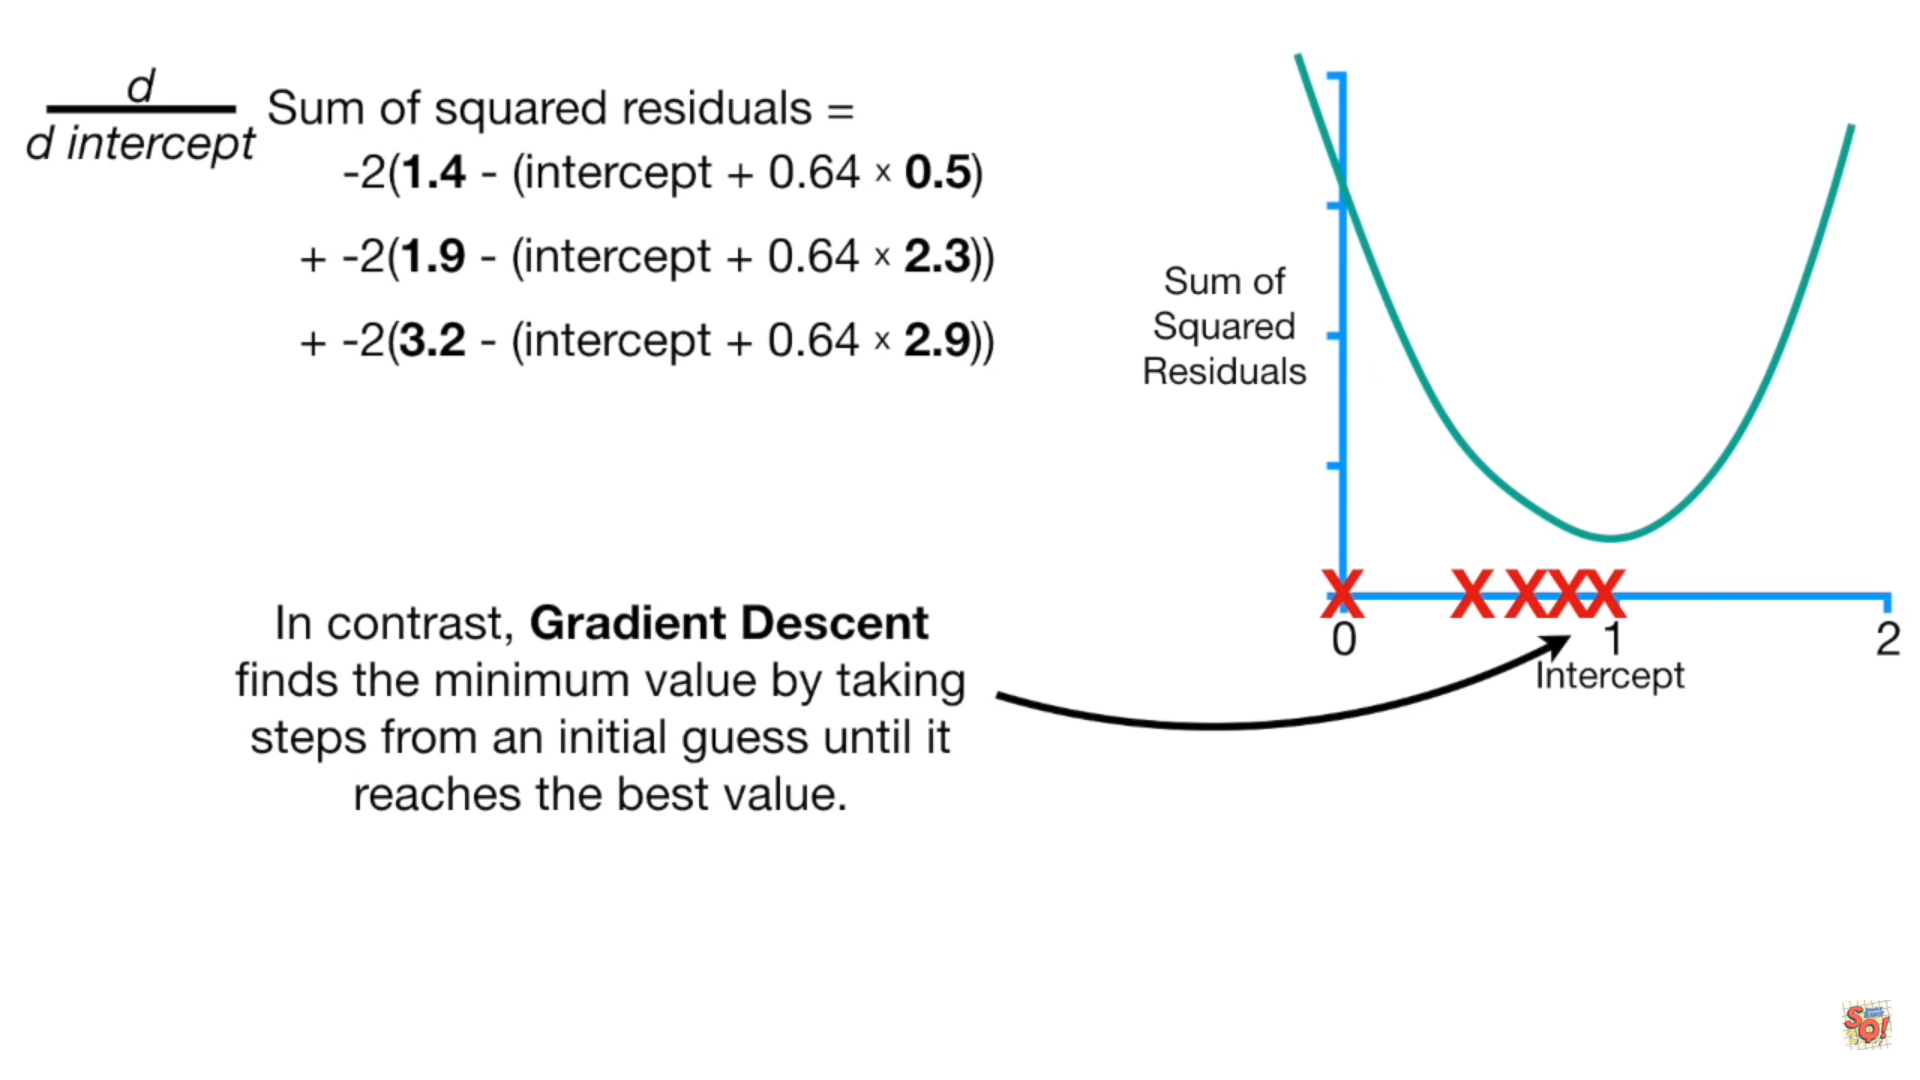 d
d intercept
Sum of squared residuals =
-2(1.4 - (intercept + 0.64 × 0.5)
+ -2(1.9 - (intercept + 0.64 × 2.3))
+ -2(3.2 - (intercept + 0.64 × 2.9))
In contrast, Gradient Descent
finds the minimum value by taking
steps from an initial guess until it
reaches the best value.
Sum of
Squared
Residuals
X X X X X
0 1 2
Intercept
SQ!